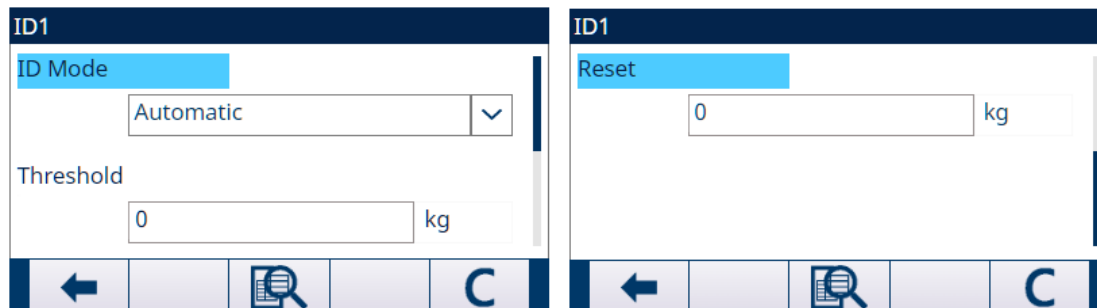 ID1
ID Mode
Automatic
Threshold
0 kg
C
ID1
Reset
0 kg
C